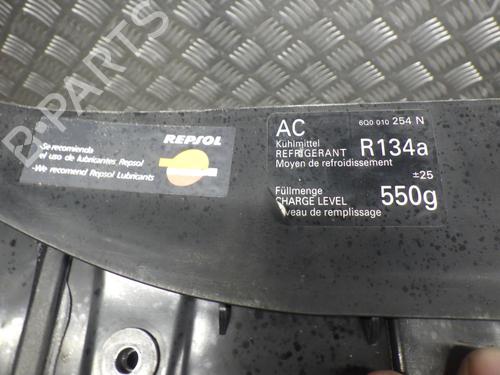 REPSOL
-Se recomienda
el uso de lubricantes Repsol
-We recomend Repsol Lubricants
AC
6Q0 010 254 N
Kühlmittel
REFRIGERANT
R134a
Moyen de refroidissement
±25
Füllmenge
CHARGE LEVEL
550g
iveau de remplissage
B-PARTS